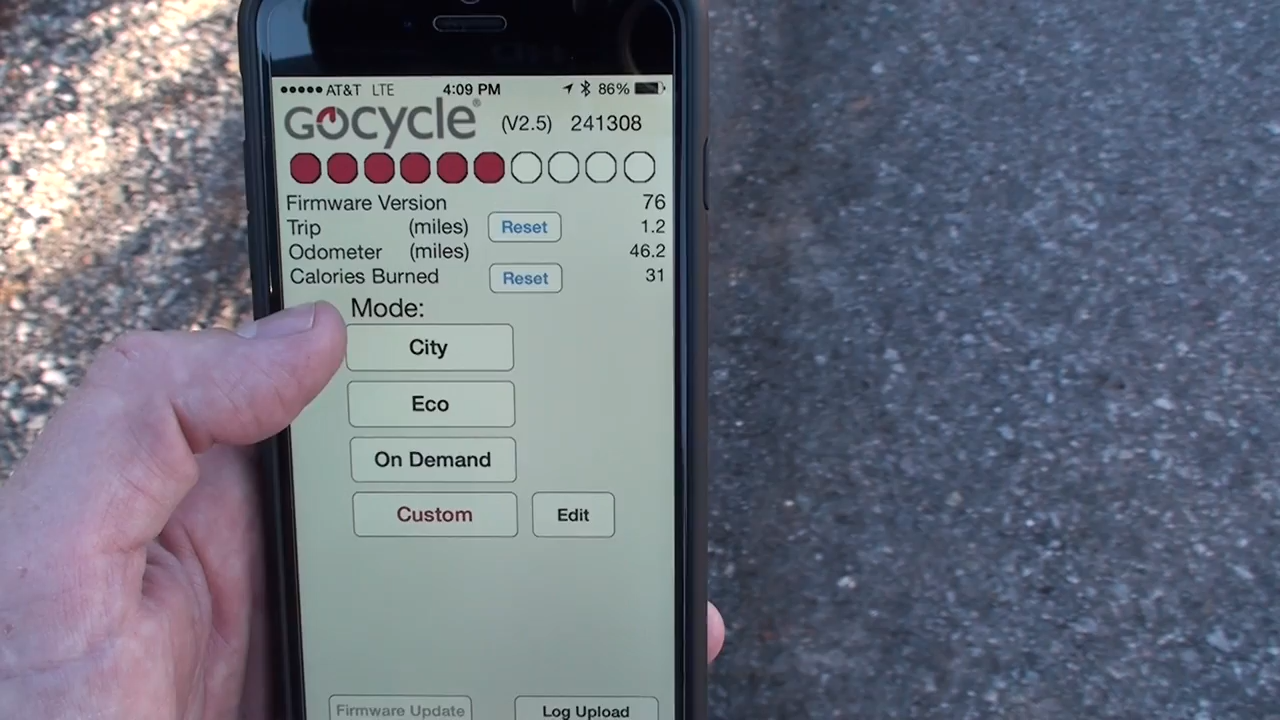 AT&T LTE 4:09 PM 86%
GOCYCLE® (V2.5) 241308
Firmware Version 76
Trip (miles) Reset 1.2
Odometer (miles) 46.2
Calories Burned Reset 31
Mode:
City
Eco
On Demand
Custom Edit
Firmware Update Log Upload